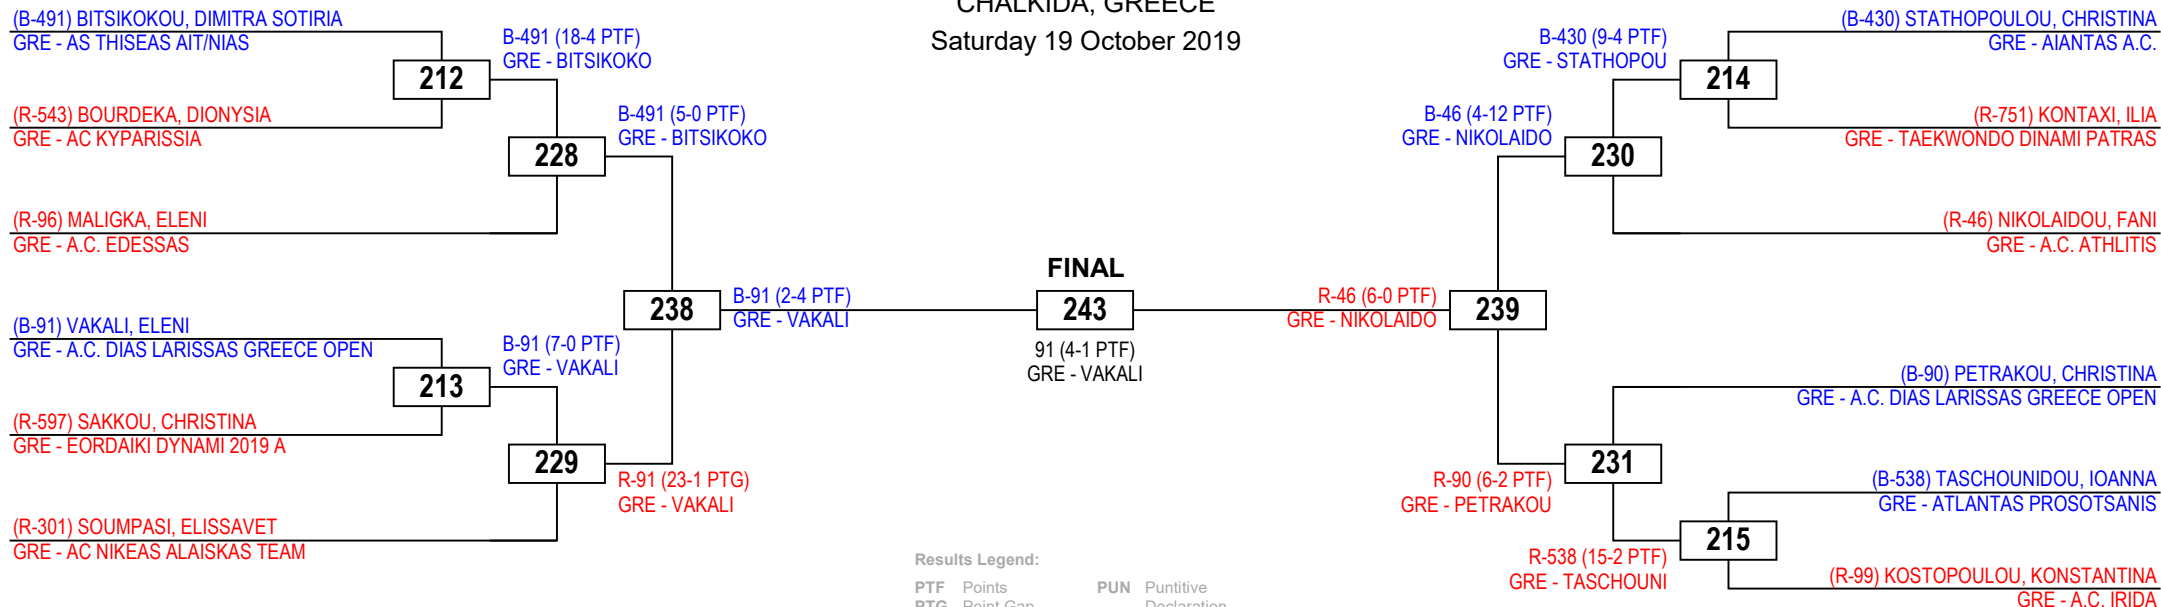 CHALKIDA, GREECE
Saturday 19 October 2019
(B-491) BITSIKOKOU, DIMITRA SOTIRIA
GRE - AS THISEAS AIT/NIAS
B-491 (18-4 PTF)
GRE - BITSIKOKO
212
(R-543) BOURDEKA, DIONYSIA
GRE - AC KYPARISSIA
B-491 (5-0 PTF)
GRE - BITSIKOKO
228
(R-96) MALIGKA, ELENI
GRE - A.C. EDESSAS
238
B-91 (2-4 PTF)
GRE - VAKALI
(B-91) VAKALI, ELENI
GRE - A.C. DIAS LARISSAS GREECE OPEN
B-91 (7-0 PTF)
GRE - VAKALI
213
(R-597) SAKKOU, CHRISTINA
GRE - EORDAIKI DYNAMI 2019 A
229
R-91 (23-1 PTG)
GRE - VAKALI
(R-301) SOUMPASI, ELISSAVET
GRE - AC NIKEAS ALAISKAS TEAM
FINAL
243
91 (4-1 PTF)
GRE - VAKALI
(B-430) STATHOPOULOU, CHRISTINA
GRE - AIANTAS A.C.
B-430 (9-4 PTF)
GRE - STATHOPOU
214
(R-751) KONTAXI, ILIA
GRE - TAEKWONDO DINAMI PATRAS
B-46 (4-12 PTF)
GRE - NIKOLAIDO
230
(R-46) NIKOLAIDOU, FANI
GRE - A.C. ATHLITIS
R-46 (6-0 PTF)
GRE - NIKOLAIDO
239
(B-90) PETRAKOU, CHRISTINA
GRE - A.C. DIAS LARISSAS GREECE OPEN
231
R-90 (6-2 PTF)
GRE - PETRAKOU
(B-538) TASCHOUNIDOU, IOANNA
GRE - ATLANTAS PROSOTSANIS
215
R-538 (15-2 PTF)
GRE - TASCHOUNI
(R-99) KOSTOPOULOU, KONSTANTINA
GRE - A.C. IRIDA
Results Legend:
PTF Points PUN Puntitive
PTG Point Gap Declaration